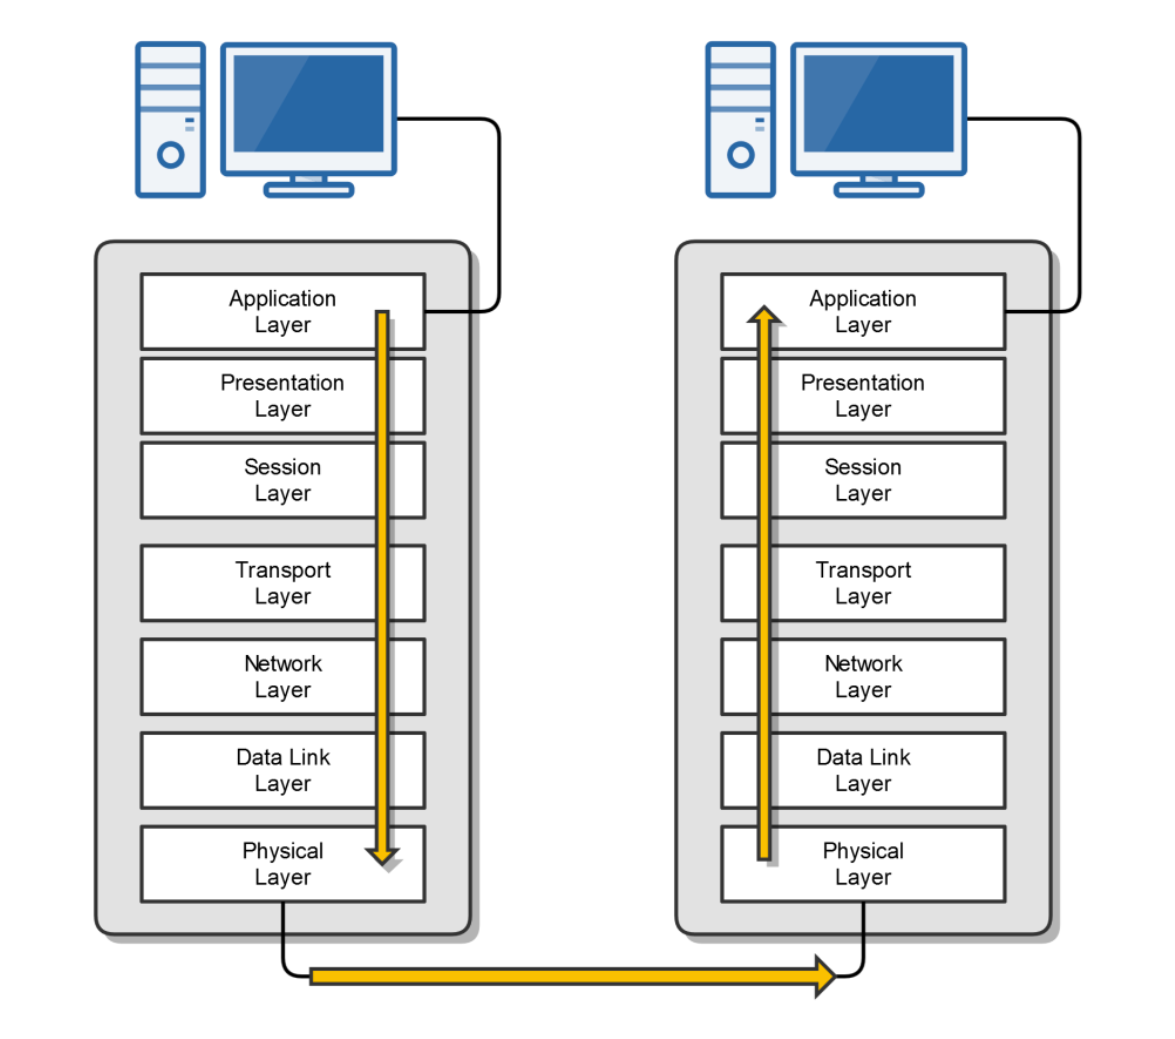 Application
Layer
Presentation
Layer
Session
Layer
Transport
Layer
Network
Layer
Data Link
Layer
Physical
Layer
Application
Layer
Presentation
Layer
Session
Layer
Transport
Layer
Network
Layer
Data Link
Layer
Physical
Layer